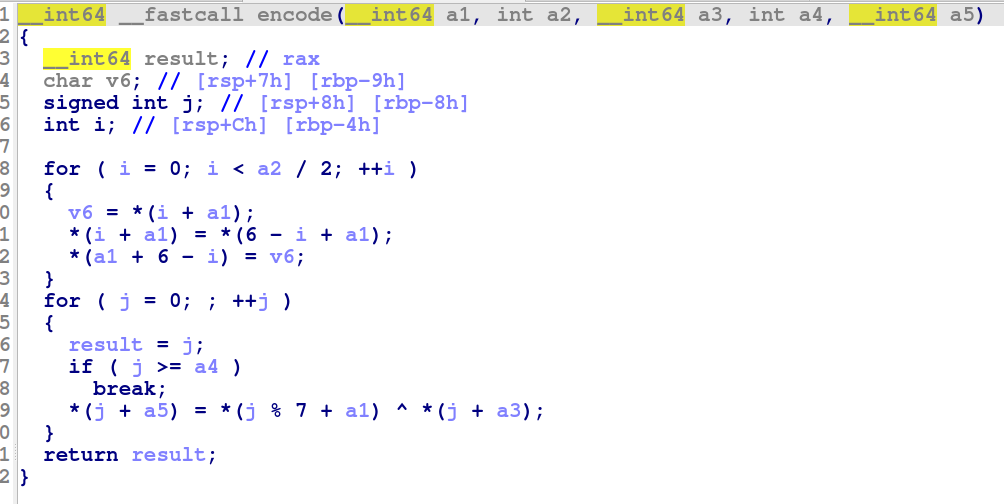 1 __int64 __fastcall encode(__int64 a1, int a2, __int64 a3, int a4, __int64 a5)
2 {
3   __int64 result; // rax
4   char v6; // [rsp+7h] [rbp-9h]
5   signed int j; // [rsp+8h] [rbp-8h]
6   int i; // [rsp+Ch] [rbp-4h]
7
8   for ( i = 0; i < a2 / 2; ++i )
9   {
0     v6 = *(i + a1);
1     *(i + a1) = *(6 - i + a1);
2     *(a1 + 6 - i) = v6;
3   }
4   for ( j = 0; ; ++j )
5   {
6     result = j;
7     if ( j >= a4 )
8       break;
9     *(j + a5) = *(j % 7 + a1) ^ *(j + a3);
0   }
1   return result;
2 }